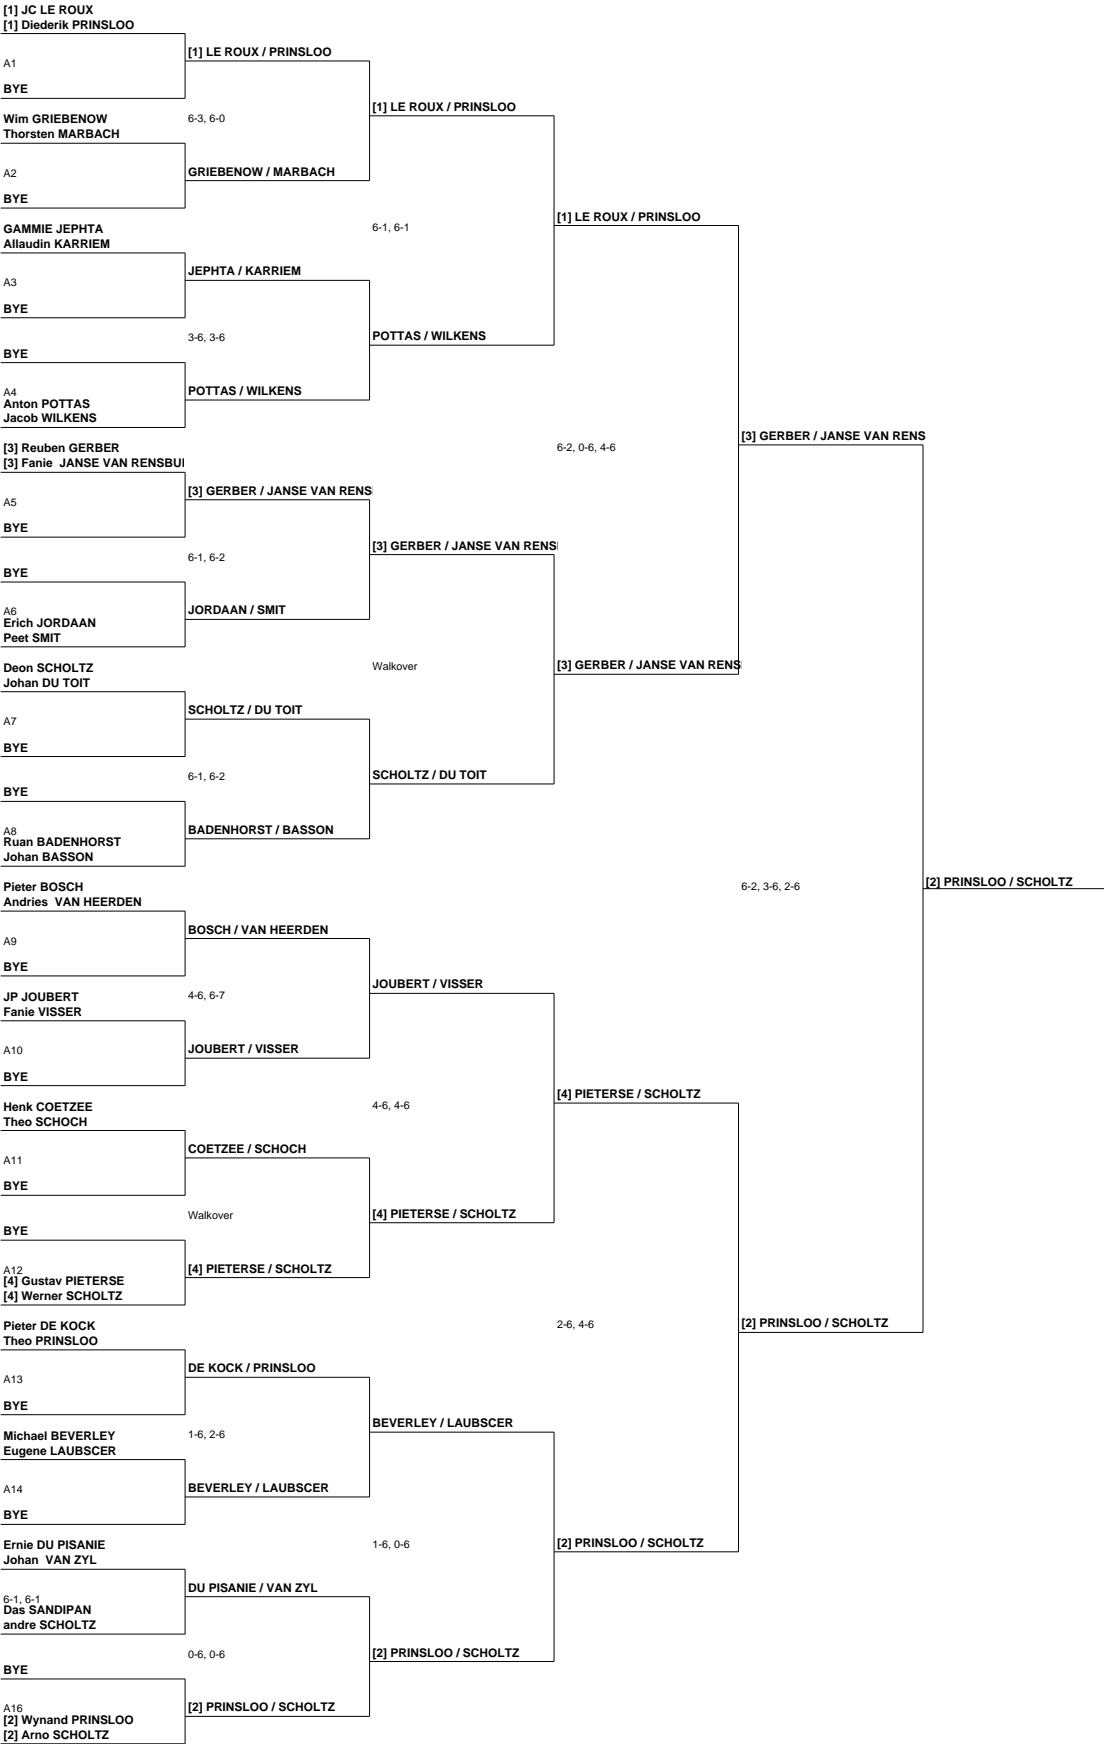 [1] JC LE ROUX
[1] Diederik PRINSLOO
[1] LE ROUX / PRINSLOO
A1
BYE
[1] LE ROUX / PRINSLOO
Wim GRIEBENOW
6-3, 6-0
Thorsten MARBACH
A2
GRIEBENOW / MARBACH
BYE
[1] LE ROUX / PRINSLOO
GAMMIE JEPHTA
6-1, 6-1
Allaudin KARRIEM
JEPHTA / KARRIEM
A3
BYE
3-6, 3-6
POTTAS / WILKENS
BYE
A4
POTTAS / WILKENS
Anton POTTAS
Jacob WILKENS
[3] GERBER / JANSE VAN RENS
[3] Reuben GERBER
6-2, 0-6, 4-6
[3] Fanie  JANSE VAN RENSBUI
[3] GERBER / JANSE VAN RENS
A5
BYE
[3] GERBER / JANSE VAN RENS
6-1, 6-2
BYE
A6
JORDAAN / SMIT
Erich JORDAAN
Peet SMIT
Deon SCHOLTZ
Walkover
[3] GERBER / JANSE VAN RENS
Johan DU TOIT
SCHOLTZ / DU TOIT
A7
BYE
6-1, 6-2
SCHOLTZ / DU TOIT
BYE
A8
BADENHORST / BASSON
Ruan BADENHORST
Johan BASSON
Pieter BOSCH
6-2, 3-6, 2-6
[2] PRINSLOO / SCHOLTZ
Andries  VAN HEERDEN
BOSCH / VAN HEERDEN
A9
BYE
JOUBERT / VISSER
JP JOUBERT
4-6, 6-7
Fanie VISSER
A10
JOUBERT / VISSER
BYE
[4] PIETERSE / SCHOLTZ
Henk COETZEE
4-6, 4-6
Theo SCHOCH
COETZEE / SCHOCH
A11
BYE
Walkover
[4] PIETERSE / SCHOLTZ
BYE
A12
[4] PIETERSE / SCHOLTZ
[4] Gustav PIETERSE
[4] Werner SCHOLTZ
Pieter DE KOCK
2-6, 4-6
[2] PRINSLOO / SCHOLTZ
Theo PRINSLOO
DE KOCK / PRINSLOO
A13
BYE
BEVERLEY / LAUBSCER
Michael BEVERLEY
1-6, 2-6
Eugene LAUBSCER
A14
BEVERLEY / LAUBSCER
BYE
[2] PRINSLOO / SCHOLTZ
Ernie DU PISANIE
1-6, 0-6
Johan  VAN ZYL
DU PISANIE / VAN ZYL
6-1, 6-1
Das SANDIPAN
andre SCHOLTZ
0-6, 0-6
[2] PRINSLOO / SCHOLTZ
BYE
A16
[2] PRINSLOO / SCHOLTZ
[2] Wynand PRINSLOO
[2] Arno SCHOLTZ